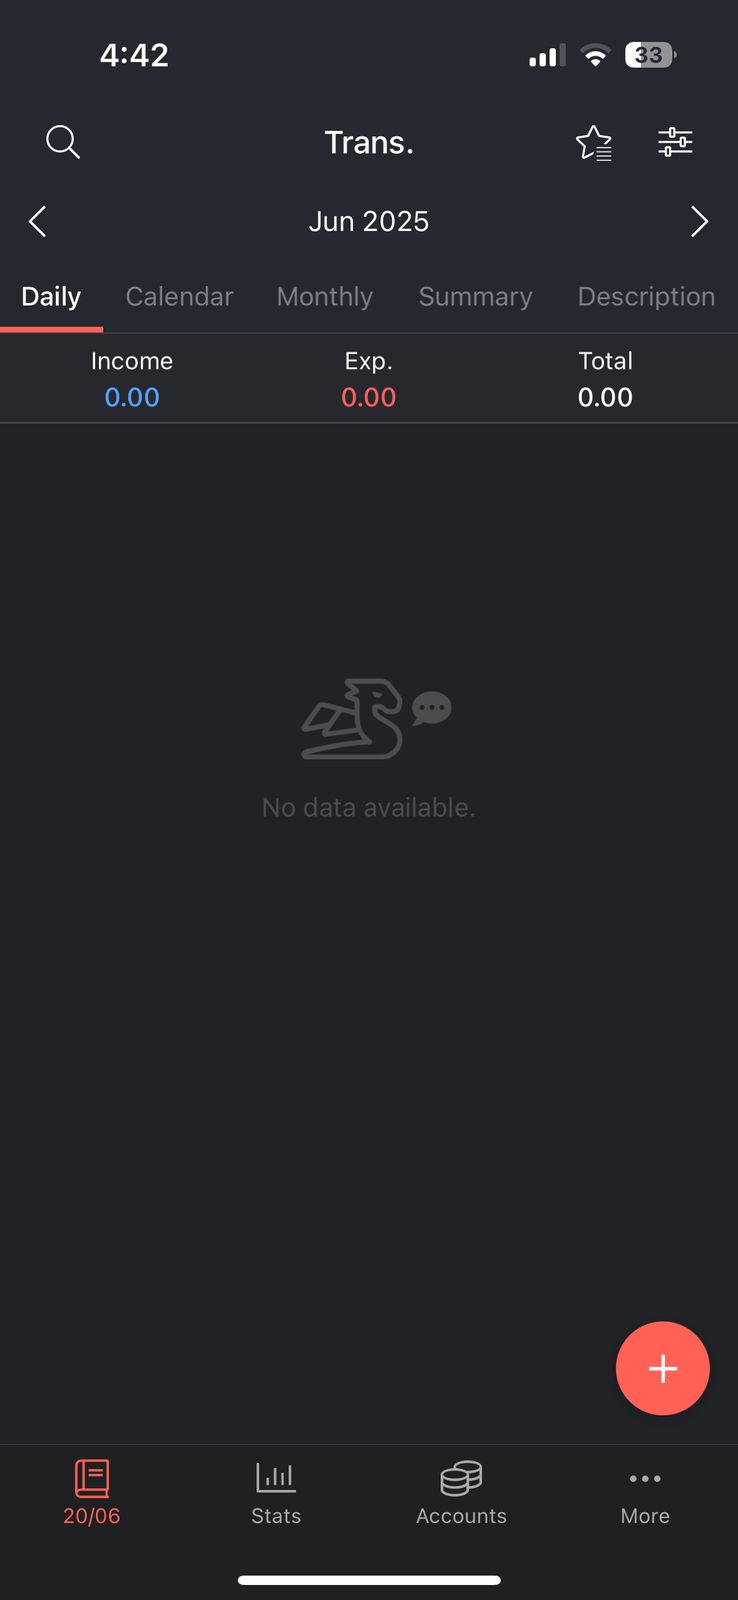 4:42
33
Trans.
Jun 2025
Daily Calendar Monthly Summary Description
Income Exp. Total
0.00 0.00 0.00
No data available.
20/06 Stats Accounts More